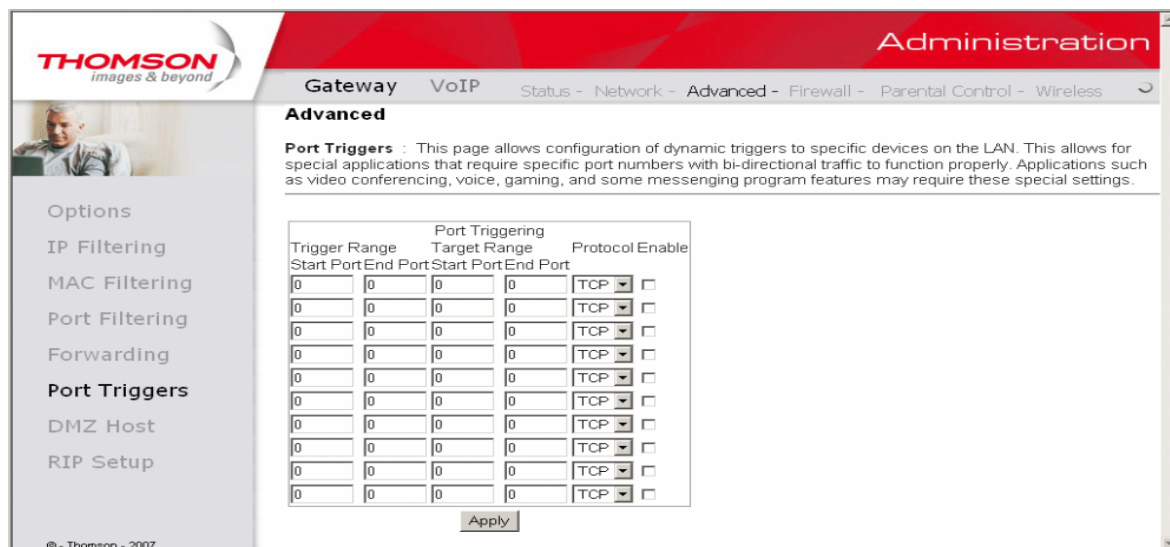 THOMSON
images & beyond
Administration
Gateway VoIP Status - Network - Advanced - Firewall - Parental Control - Wireless
Advanced
Port Triggers : This page allows configuration of dynamic triggers to specific devices on the LAN. This allows for
special applications that require specific port numbers with bi-directional traffic to function properly. Applications such
as video conferencing, voice, gaming, and some messenging program features may require these special settings.
Options
IP Filtering
MAC Filtering
Port Filtering
Forwarding
Port Triggers
DMZ Host
RIP Setup
Port Triggering
Trigger Range Target Range Protocol Enable
Start Port End Port Start Port End Port
0 0 0 0 TCP
0 0 0 0 TCP
0 0 0 0 TCP
0 0 0 0 TCP
0 0 0 0 TCP
0 0 0 0 TCP
0 0 0 0 TCP
0 0 0 0 TCP
0 0 0 0 TCP
0 0 0 0 TCP
Apply
© - Thomson - 2007